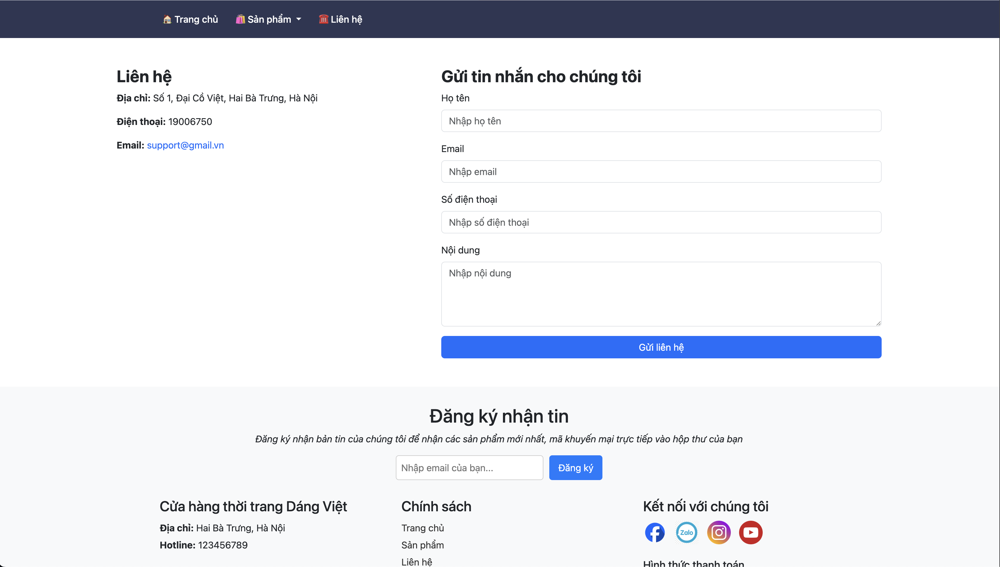 Trang chủ
Sản phẩm
Liên hệ
Liên hệ
Địa chỉ: Số 1, Đại Cồ Việt, Hai Bà Trưng, Hà Nội
Điện thoại: 19006750
Email: support@gmail.vn
Gửi tin nhắn cho chúng tôi
Họ tên
Nhập họ tên
Email
Nhập email
Số điện thoại
Nhập số điện thoại
Nội dung
Nhập nội dung
Gửi liên hệ
Đăng ký nhận tin
Đăng ký nhận bản tin của chúng tôi để nhận các sản phẩm mới nhất, mã khuyến mại trực tiếp vào hộp thư của bạn
Nhập email của bạn...
Đăng ký
Cửa hàng thời trang Dáng Việt
Địa chỉ: Hai Bà Trưng, Hà Nội
Hotline: 123456789
Chính sách
Trang chủ
Sản phẩm
Liên hệ
Kết nối với chúng tôi
Zalo
Hình thức thanh toán